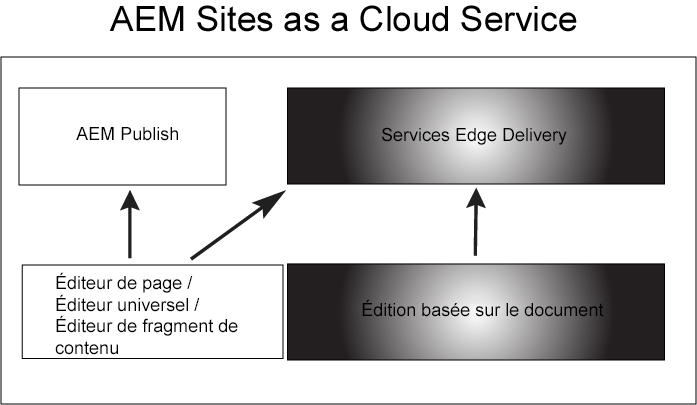 AEM Sites as a Cloud Service
AEM Publish
Services Edge Delivery
Éditeur de page /
Éditeur universel /
Éditeur de fragment de
contenu
Édition basée sur le document